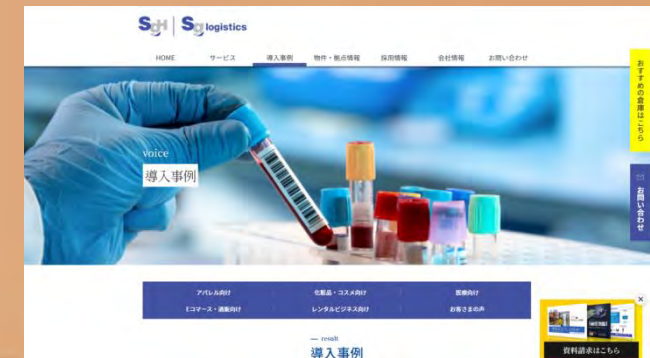 SgH | Sg logistics
HOME サービス 導入事例 物件・拠点情報 採用情報 会社情報 お問い合わせ
voice
導入事例
おすすめの倉庫はこちら
お問い合わせ
アパレル向け 化粧品・コスメ向け 医療向け
Eコマース・通販向け レンタルビジネス向け お客さまの声
result
導入事例
資料請求はこちら